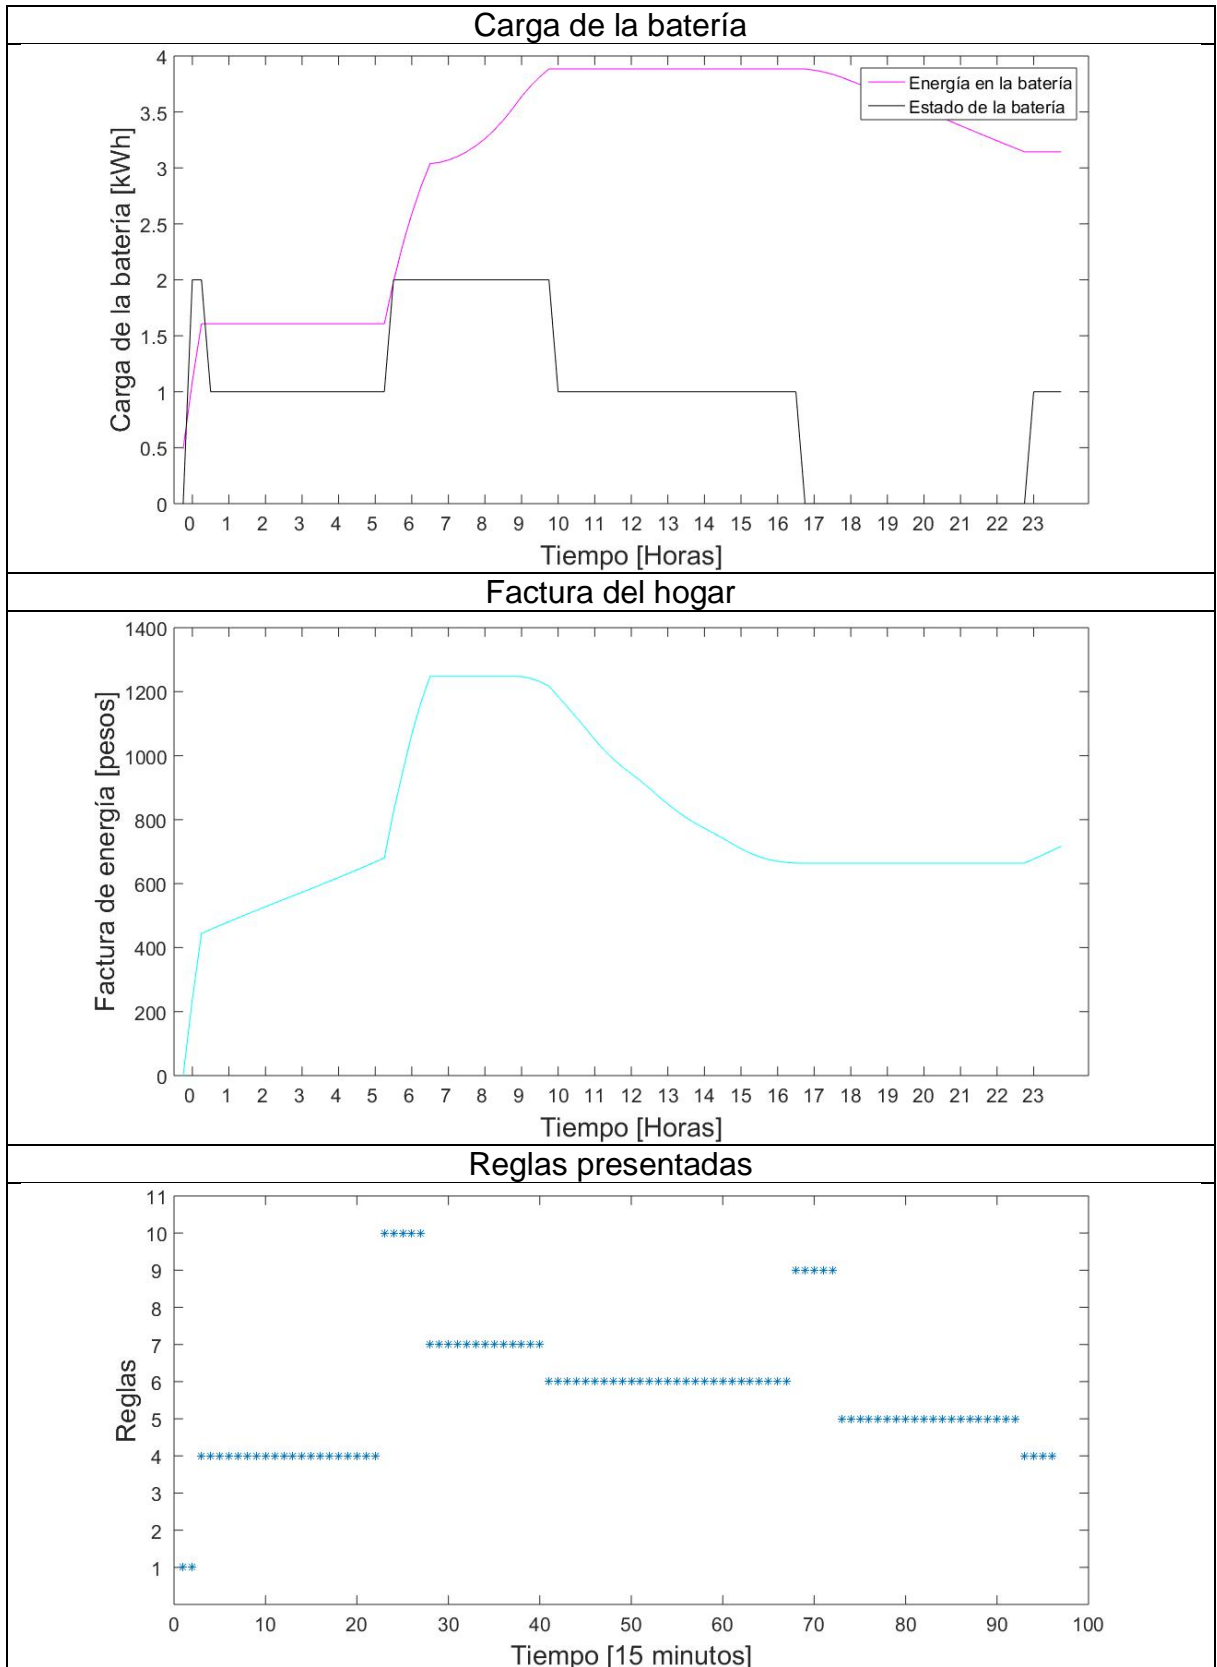 Carga de la batería
4
3.5
3
2.5
2
1.5
1
0.5
0
Carga de la batería [kWh]
Energía en la batería
Estado de la batería
0 1 2 3 4 5 6 7 8 9 10 11 12 13 14 15 16 17 18 19 20 21 22 23
Tiempo [Horas]
Factura del hogar
1400
1200
1000
800
600
400
200
0
Factura de energía [pesos]
0 1 2 3 4 5 6 7 8 9 10 11 12 13 14 15 16 17 18 19 20 21 22 23
Tiempo [Horas]
Reglas presentadas
11
10
9
8
7
6
5
4
3
2
1
Reglas
0 10 20 30 40 50 60 70 80 90 100
Tiempo [15 minutos]